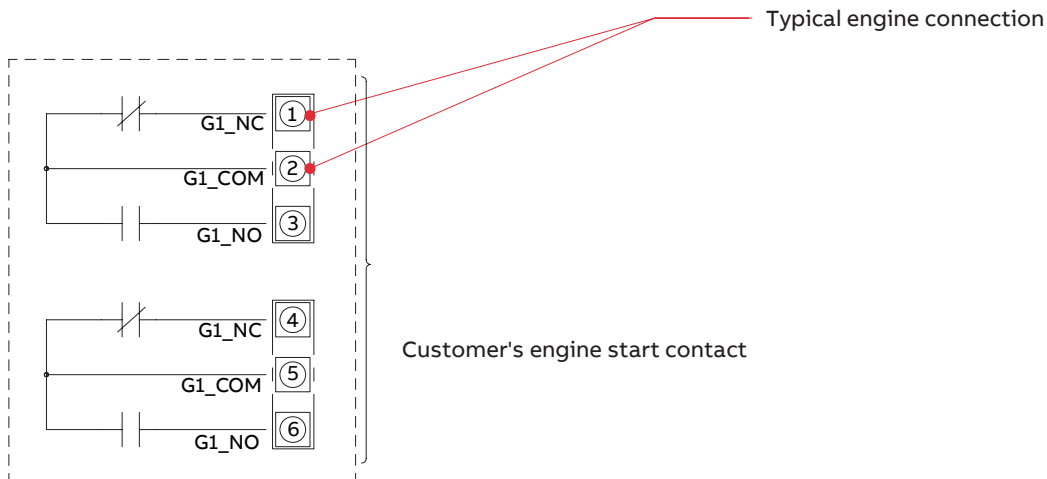 Typical engine connection
1
G1_NC
2
G1_COM
3
G1_NO
4
G1_NC
Customer's engine start contact
5
G1_COM
6
G1_NO